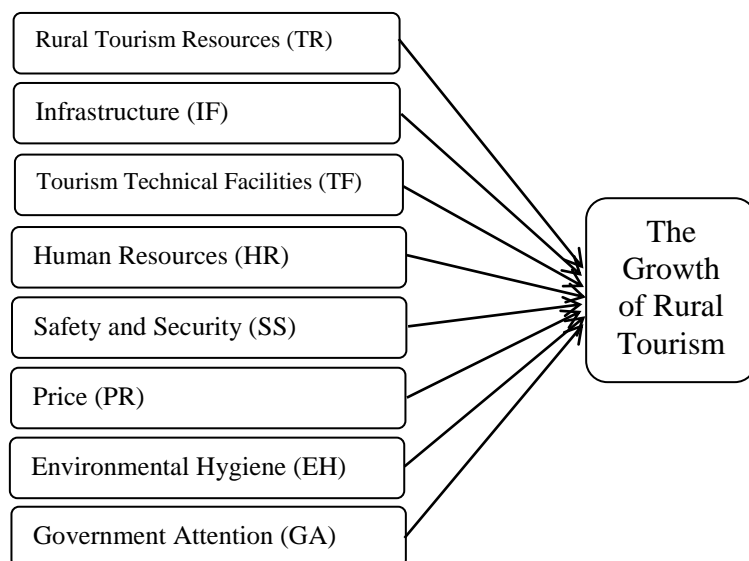 Rural Tourism Resources (TR)
Infrastructure (IF)
Tourism Technical Facilities (TF)
Human Resources (HR)
Safety and Security (SS)
Price (PR)
Environmental Hygiene (EH)
Government Attention (GA)
The
Growth
of Rural
Tourism